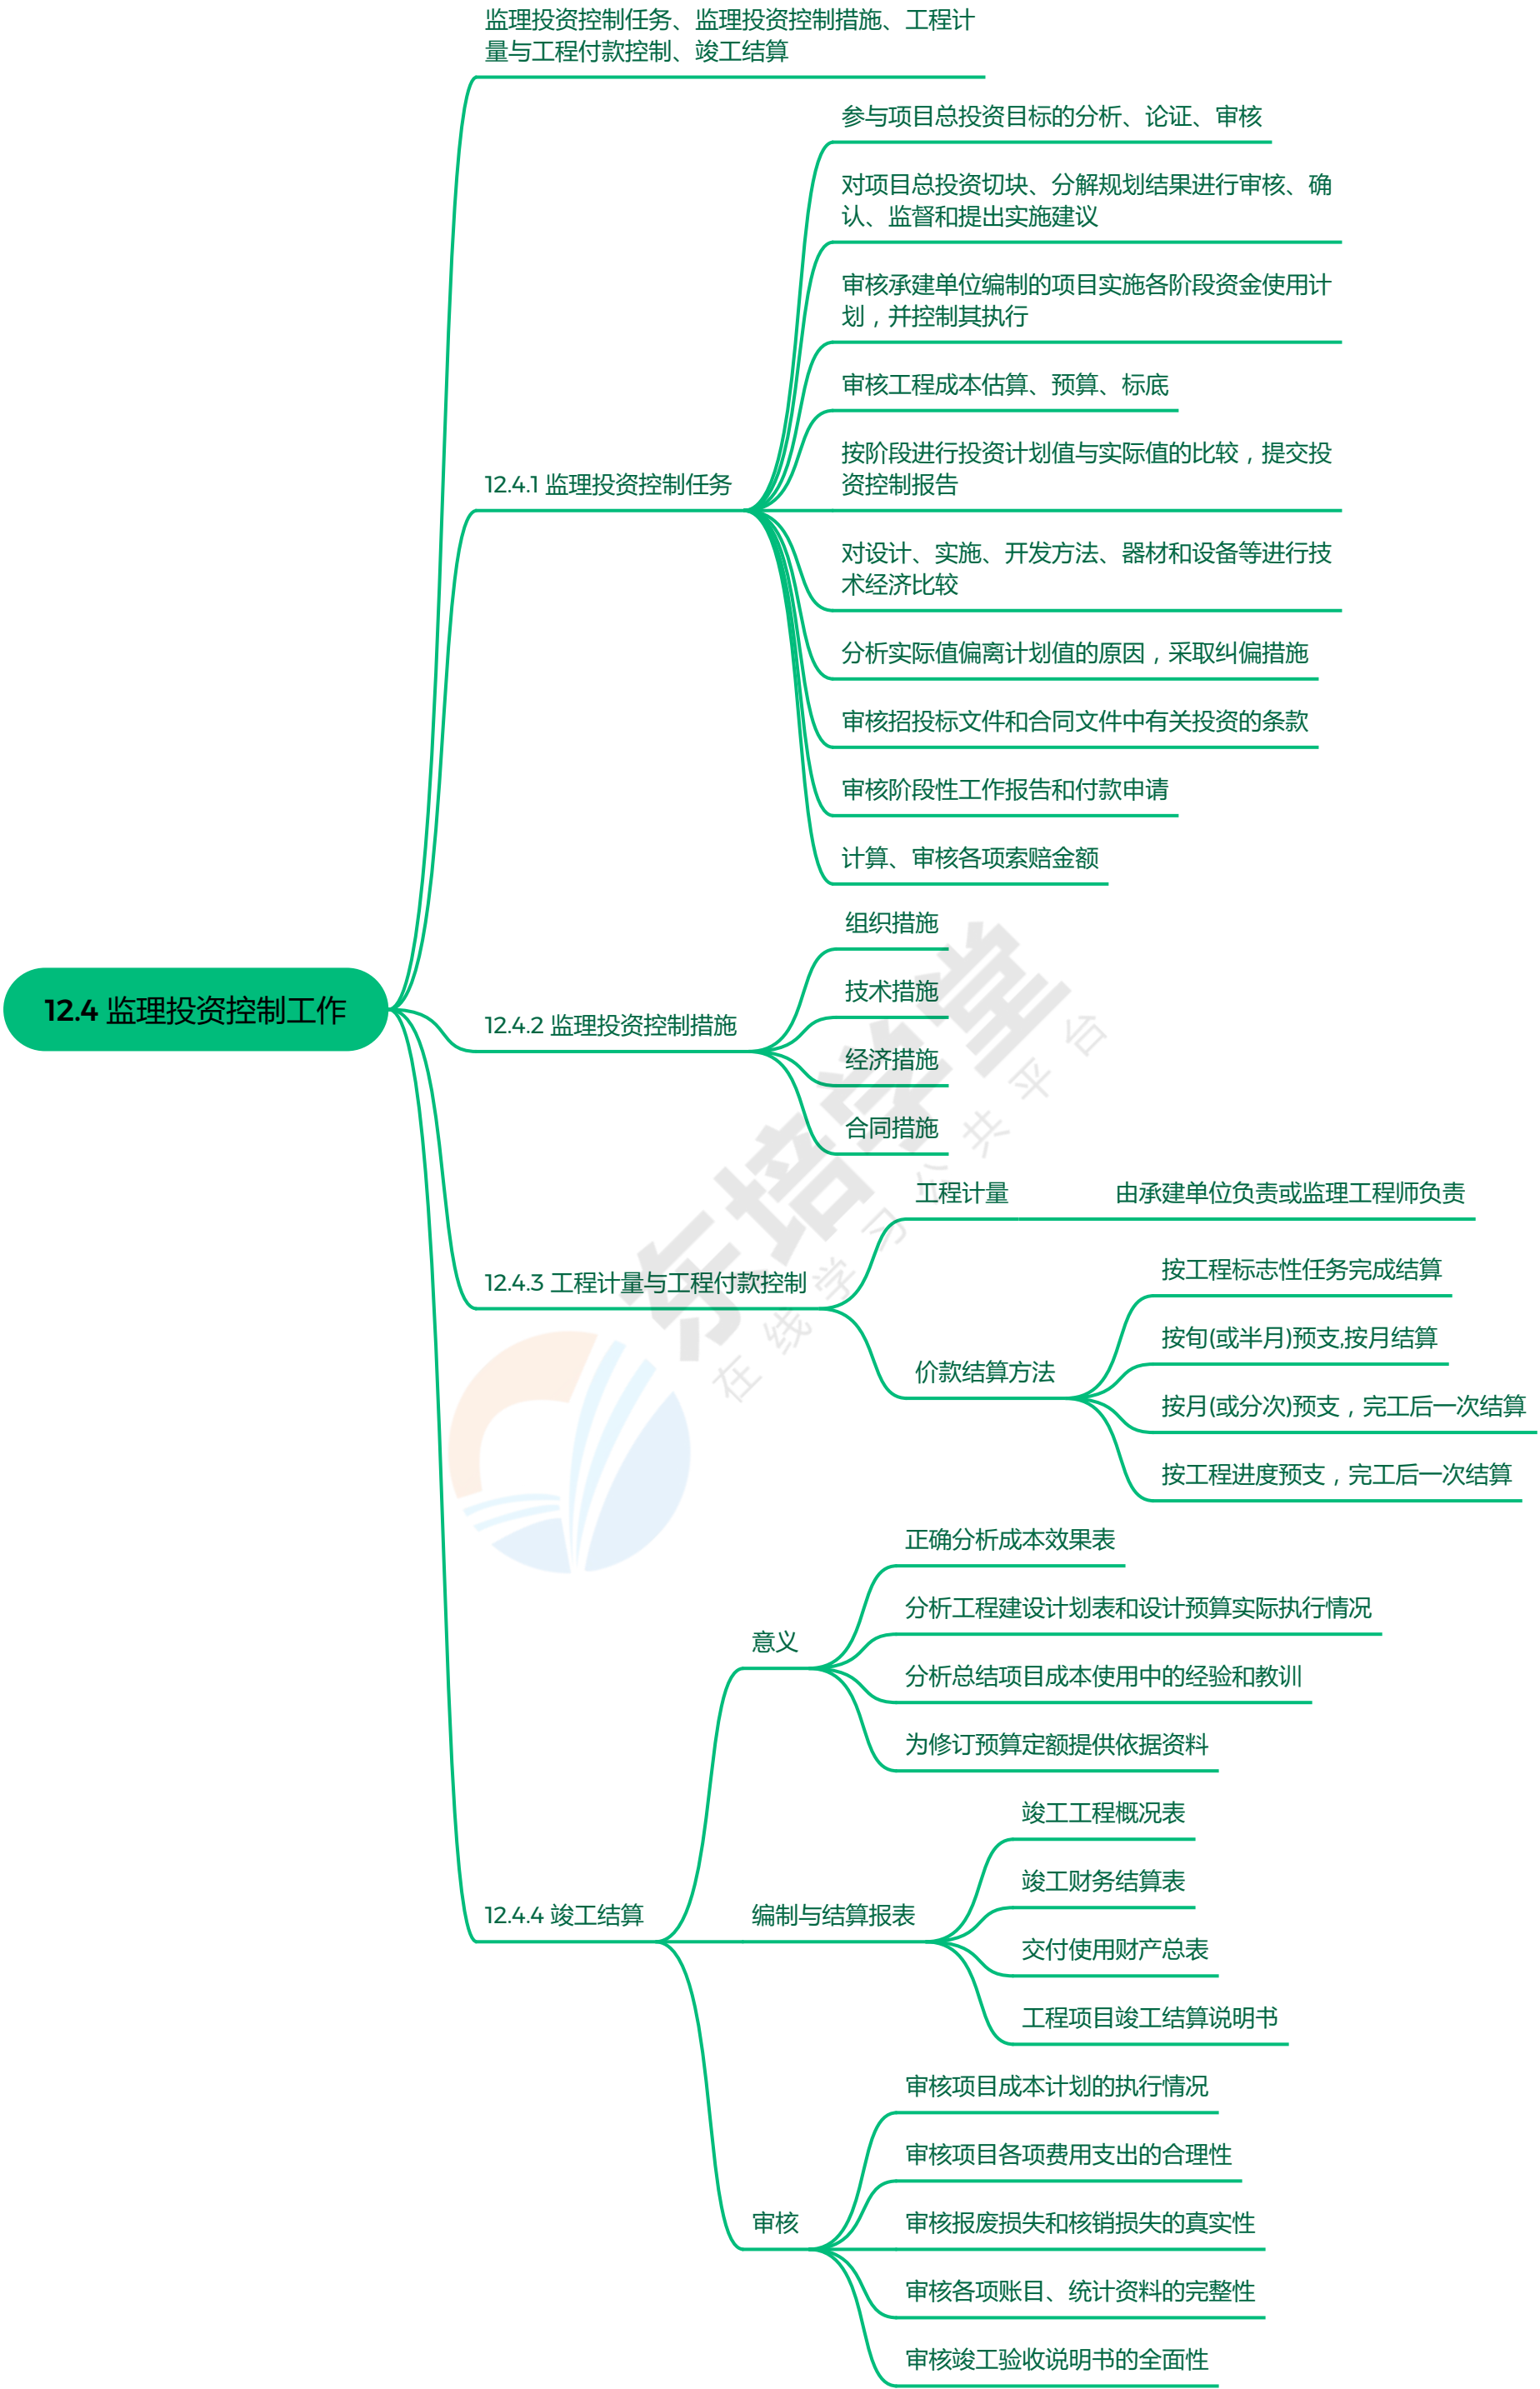 监理投资控制任务、监理投资控制措施、工程计
量与工程付款控制、竣工结算
参与项目总投资目标的分析、论证、审核
对项目总投资切块、分解规划结果进行审核、确
认、监督和提出实施建议
审核承建单位编制的项目实施各阶段资金使用计
划，并控制其执行
审核工程成本估算、预算、标底
12.4.1 监理投资控制任务
按阶段进行投资计划值与实际值的比较，提交投
资控制报告
对设计、实施、开发方法、器材和设备等进行技
术经济比较
分析实际值偏离计划值的原因，采取纠偏措施
审核招投标文件和合同文件中有关投资的条款
审核阶段性工作报告和付款申请
计算、审核各项索赔金额
12.4 监理投资控制工作
12.4.2 监理投资控制措施
组织措施
技术措施
经济措施
合同措施
12.4.3 工程计量与工程付款控制
工程计量
由承建单位负责或监理工程师负责
价款结算方法
按工程标志性任务完成结算
按旬(或半月)预支,按月结算
按月(或分次)预支，完工后一次结算
按工程进度预支，完工后一次结算
12.4.4 竣工结算
意义
正确分析成本效果表
分析工程建设计划表和设计预算实际执行情况
分析总结项目成本使用中的经验和教训
为修订预算定额提供依据资料
编制与结算报表
竣工工程概况表
竣工财务结算表
交付使用财产总表
工程项目竣工结算说明书
审核
审核项目成本计划的执行情况
审核项目各项费用支出的合理性
审核报废损失和核销损失的真实性
审核各项账目、统计资料的完整性
审核竣工验收说明书的全面性
乐培学堂
在线学习公共平台